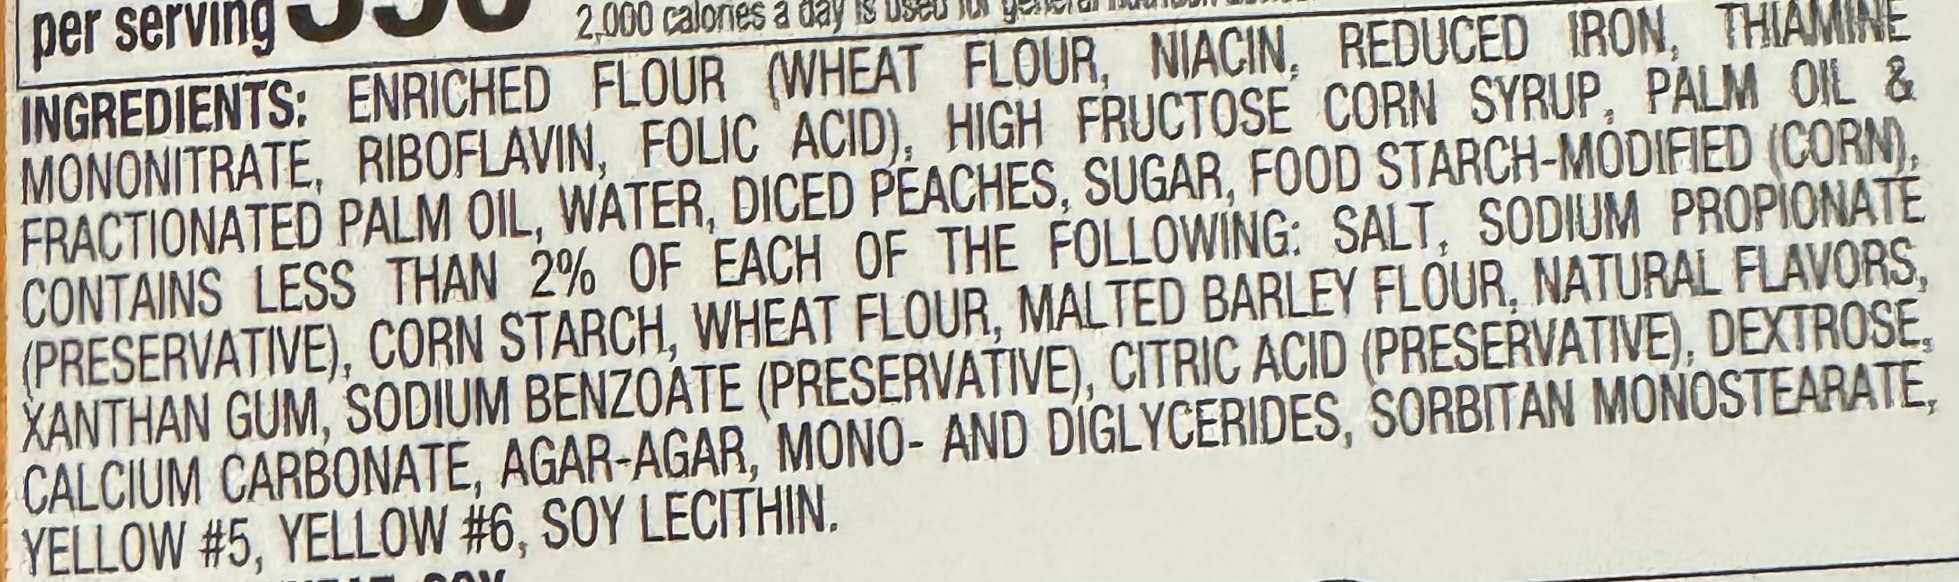 per serving
2,000 calories a day is used for general nutrition
INGREDIENTS: ENRICHED FLOUR (WHEAT FLOUR, NIACIN, REDUCED IRON, THIAMINE
MONONITRATE, RIBOFLAVIN, FOLIC ACID), HIGH FRUCTOSE CORN SYRUP, PALM OIL &
FRACTIONATED PALM OIL, WATER, DICED PEACHES, SUGAR, FOOD STARCH-MODIFIED (CORN),
CONTAINS LESS THAN 2% OF EACH OF THE FOLLOWING: SALT, SODIUM PROPIONATE
(PRESERVATIVE), CORN STARCH, WHEAT FLOUR, MALTED BARLEY FLOUR, NATURAL FLAVORS,
XANTHAN GUM, SODIUM BENZOATE (PRESERVATIVE), CITRIC ACID (PRESERVATIVE), DEXTROSE,
CALCIUM CARBONATE, AGAR-AGAR, MONO- AND DIGLYCERIDES, SORBITAN MONOSTEARATE,
YELLOW #5, YELLOW #6, SOY LECITHIN.